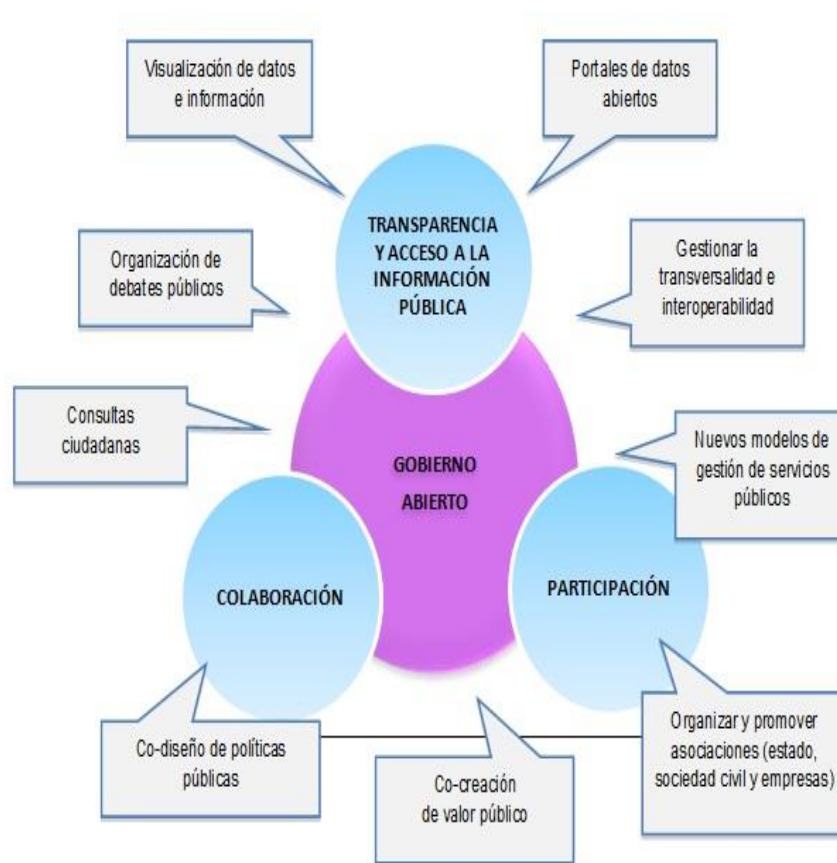 Visualización de datos
e información
Portales de datos
abiertos
TRANSPARENCIA
Y ACCESO A LA
INFORMACIÓN
PÚBLICA
Organización de
debates públicos
Gestionar la
transversalidad e
interoperabilidad
Consultas
ciudadanas
GOBIERNO
ABIERTO
Nuevos modelos de
gestión de servicios
públicos
COLABORACIÓN
PARTICIPACIÓN
Co-diseño de políticas
públicas
Co-creación
de valor público
Organizar y promover
asociaciones (estado,
sociedad civil y empresas)